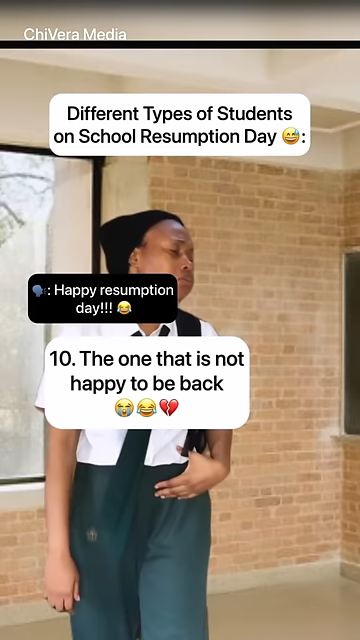 ChiVera Media
Different Types of Students
on School Resumption Day 😅:
🗣️: Happy resumption
day!!! 😂
10. The one that is not
happy to be back
😭😂💔